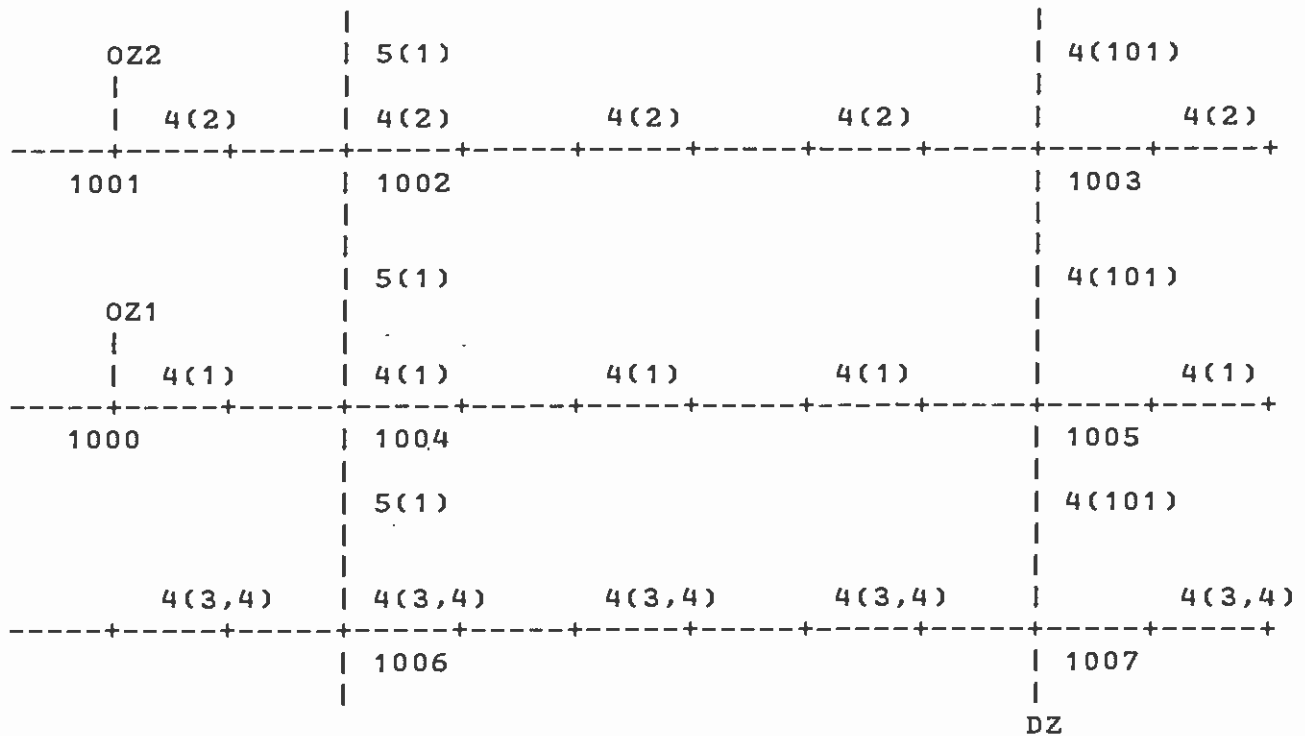 OZ2 5(1) 4(101)
4(2) 4(2) 4(2) 4(2) 4(2)
1001 1002 1003
5(1) 4(101)
OZ1
4(1) 4(1) 4(1) 4(1) 4(1)
1000 1004 1005
5(1) 4(101)
4(3,4) 4(3,4) 4(3,4) 4(3,4) 4(3,4)
1006 1007
DZ